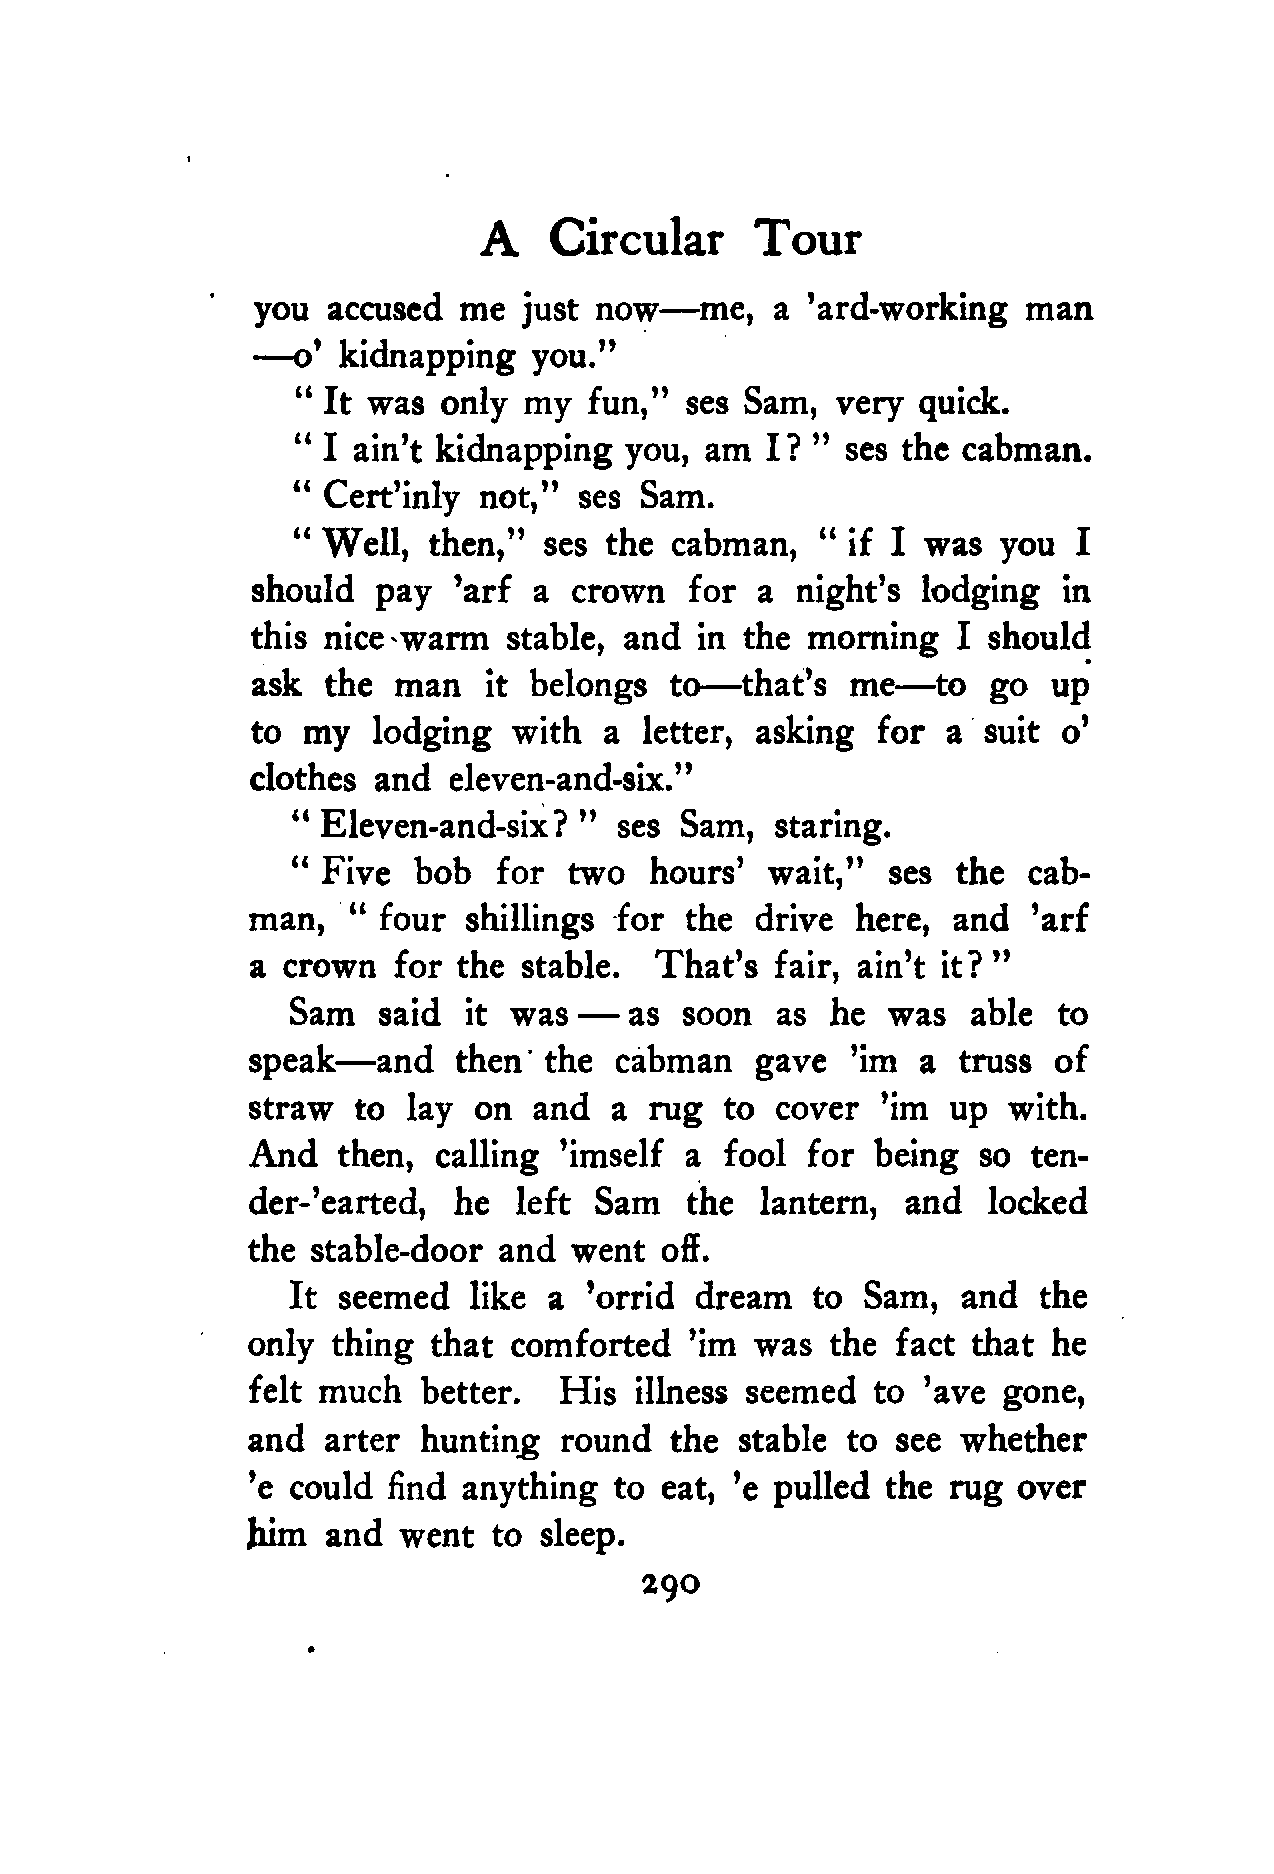 A Circular Tour
you accused me just now—me, a 'ard-working man
—o' kidnapping you."
" It was only my fun," ses Sam, very quick.
" I ain't kidnapping you, am I? " ses the cabman.
" Cert'inly not," ses Sam.
" Well, then," ses the cabman, " if I was you I
should pay 'arf a crown for a night's lodging in
this nice warm stable, and in the morning I should
ask the man it belongs to—that's me—to go up
to my lodging with a letter, asking for a suit o'
clothes and eleven-and-six."
" Eleven-and-six? " ses Sam, staring.
" Five bob for two hours' wait," ses the cab-
man, " four shillings for the drive here, and 'arf
a crown for the stable. That's fair, ain't it? "
Sam said it was — as soon as he was able to
speak—and then the cabman gave 'im a truss of
straw to lay on and a rug to cover 'im up with.
And then, calling 'imself a fool for being so ten-
der-'earted, he left Sam the lantern, and locked
the stable-door and went off.
It seemed like a 'orrid dream to Sam, and the
only thing that comforted 'im was the fact that he
felt much better. His illness seemed to 'ave gone,
and arter hunting round the stable to see whether
'e could find anything to eat, 'e pulled the rug over
him and went to sleep.
290